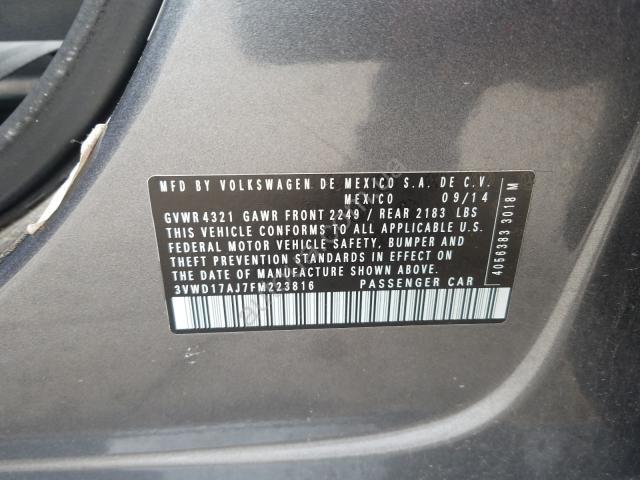 MFD BY VOLKSWAGEN DE MEXICO S.A. DE C.V.
MEXICO 09/14
GVWR 4321 GAWR FRONT 2249 / REAR 2183 LBS
THIS VEHICLE CONFORMS TO ALL APPLICABLE U.S.
FEDERAL MOTOR VEHICLE SAFETY, BUMPER AND
THEFT PREVENTION STANDARDS IN EFFECT ON
THE DATE OF MANUFACTURE SHOWN ABOVE.
3VWD17AJ7FM223816 PASSENGER CAR
4056383 3018 M